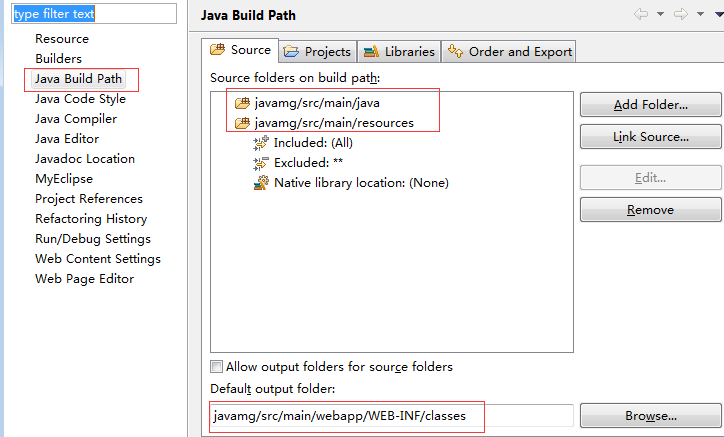 type filter text
Resource
Builders
Java Build Path
Java Code Style
Java Compiler
Java Editor
Javadoc Location
MyEclipse
Project References
Refactoring History
Run/Debug Settings
Web Content Settings
Web Page Editor
Java Build Path
Source
Projects
Libraries
Order and Export
Source folders on build path:
javamg/src/main/java
javamg/src/main/resources
Included: (All)
Excluded: **
Native library location: (None)
Add Folder...
Link Source...
Edit...
Remove
Allow output folders for source folders
Default output folder:
javamg/src/main/webapp/WEB-INF/classes
Browse...